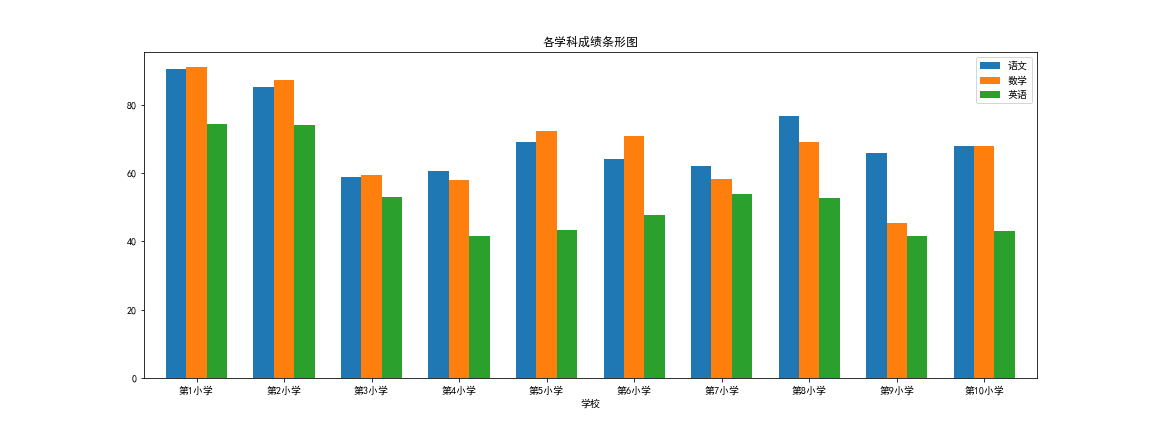 各学科成绩条形图
语文
数学
英语
80
60
40
20
0
第1小学 第2小学 第3小学 第4小学 第5小学 第6小学 第7小学 第8小学 第9小学 第10小学
学校